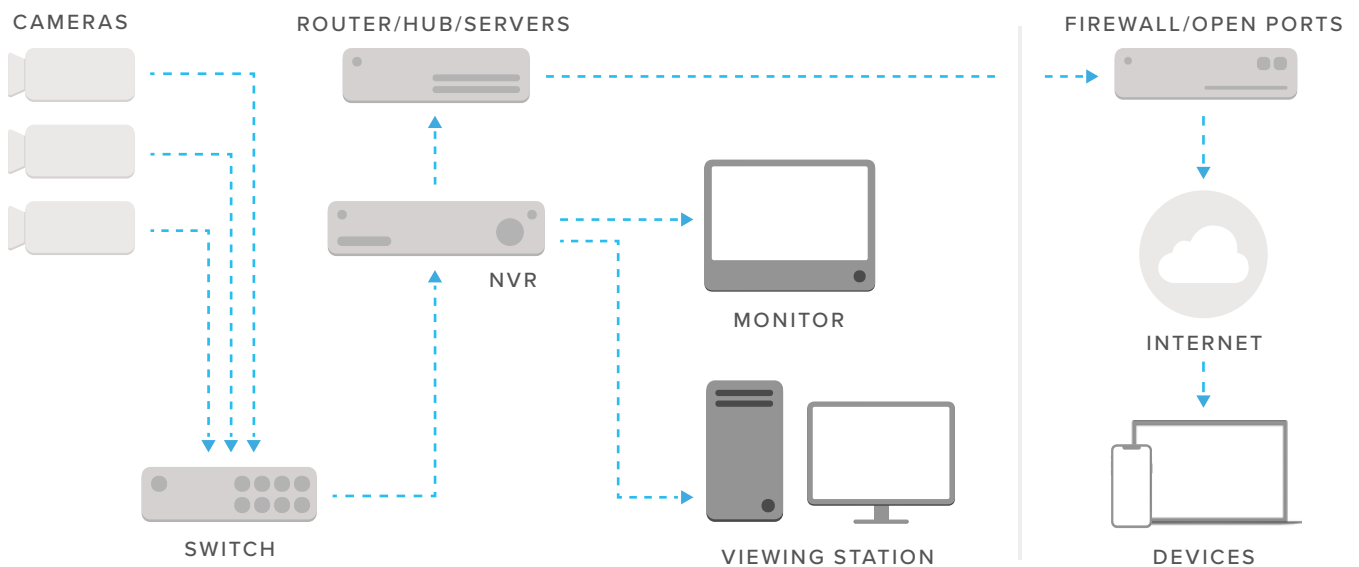 CAMERAS
ROUTER/HUB/SERVERS
FIREWALL/OPEN PORTS
NVR
MONITOR
INTERNET
SWITCH
VIEWING STATION
DEVICES